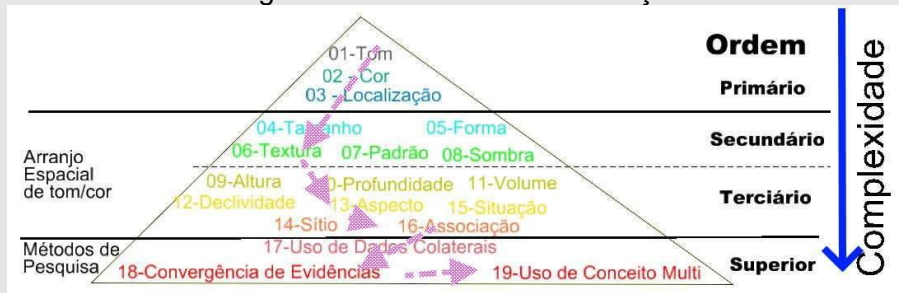 01-Tom
02 - Cor
03 - Localização
Ordem
Primário
04-Tamanho 05-Forma
06-Textura 07-Padrão 08-Sombra
Secundário
Arranjo
Espacial
de tom/cor
09-Altura 0-Profundidade 11-Volume
12-Declividade 13-Aspecto 15-Situação
14-Sítio 16-Associação
Terciário
Métodos de
Pesquisa
17-Uso de Dados Colaterais
18-Convergência de Evidências 19-Uso de Conceito Multi
Superior
Complexidade